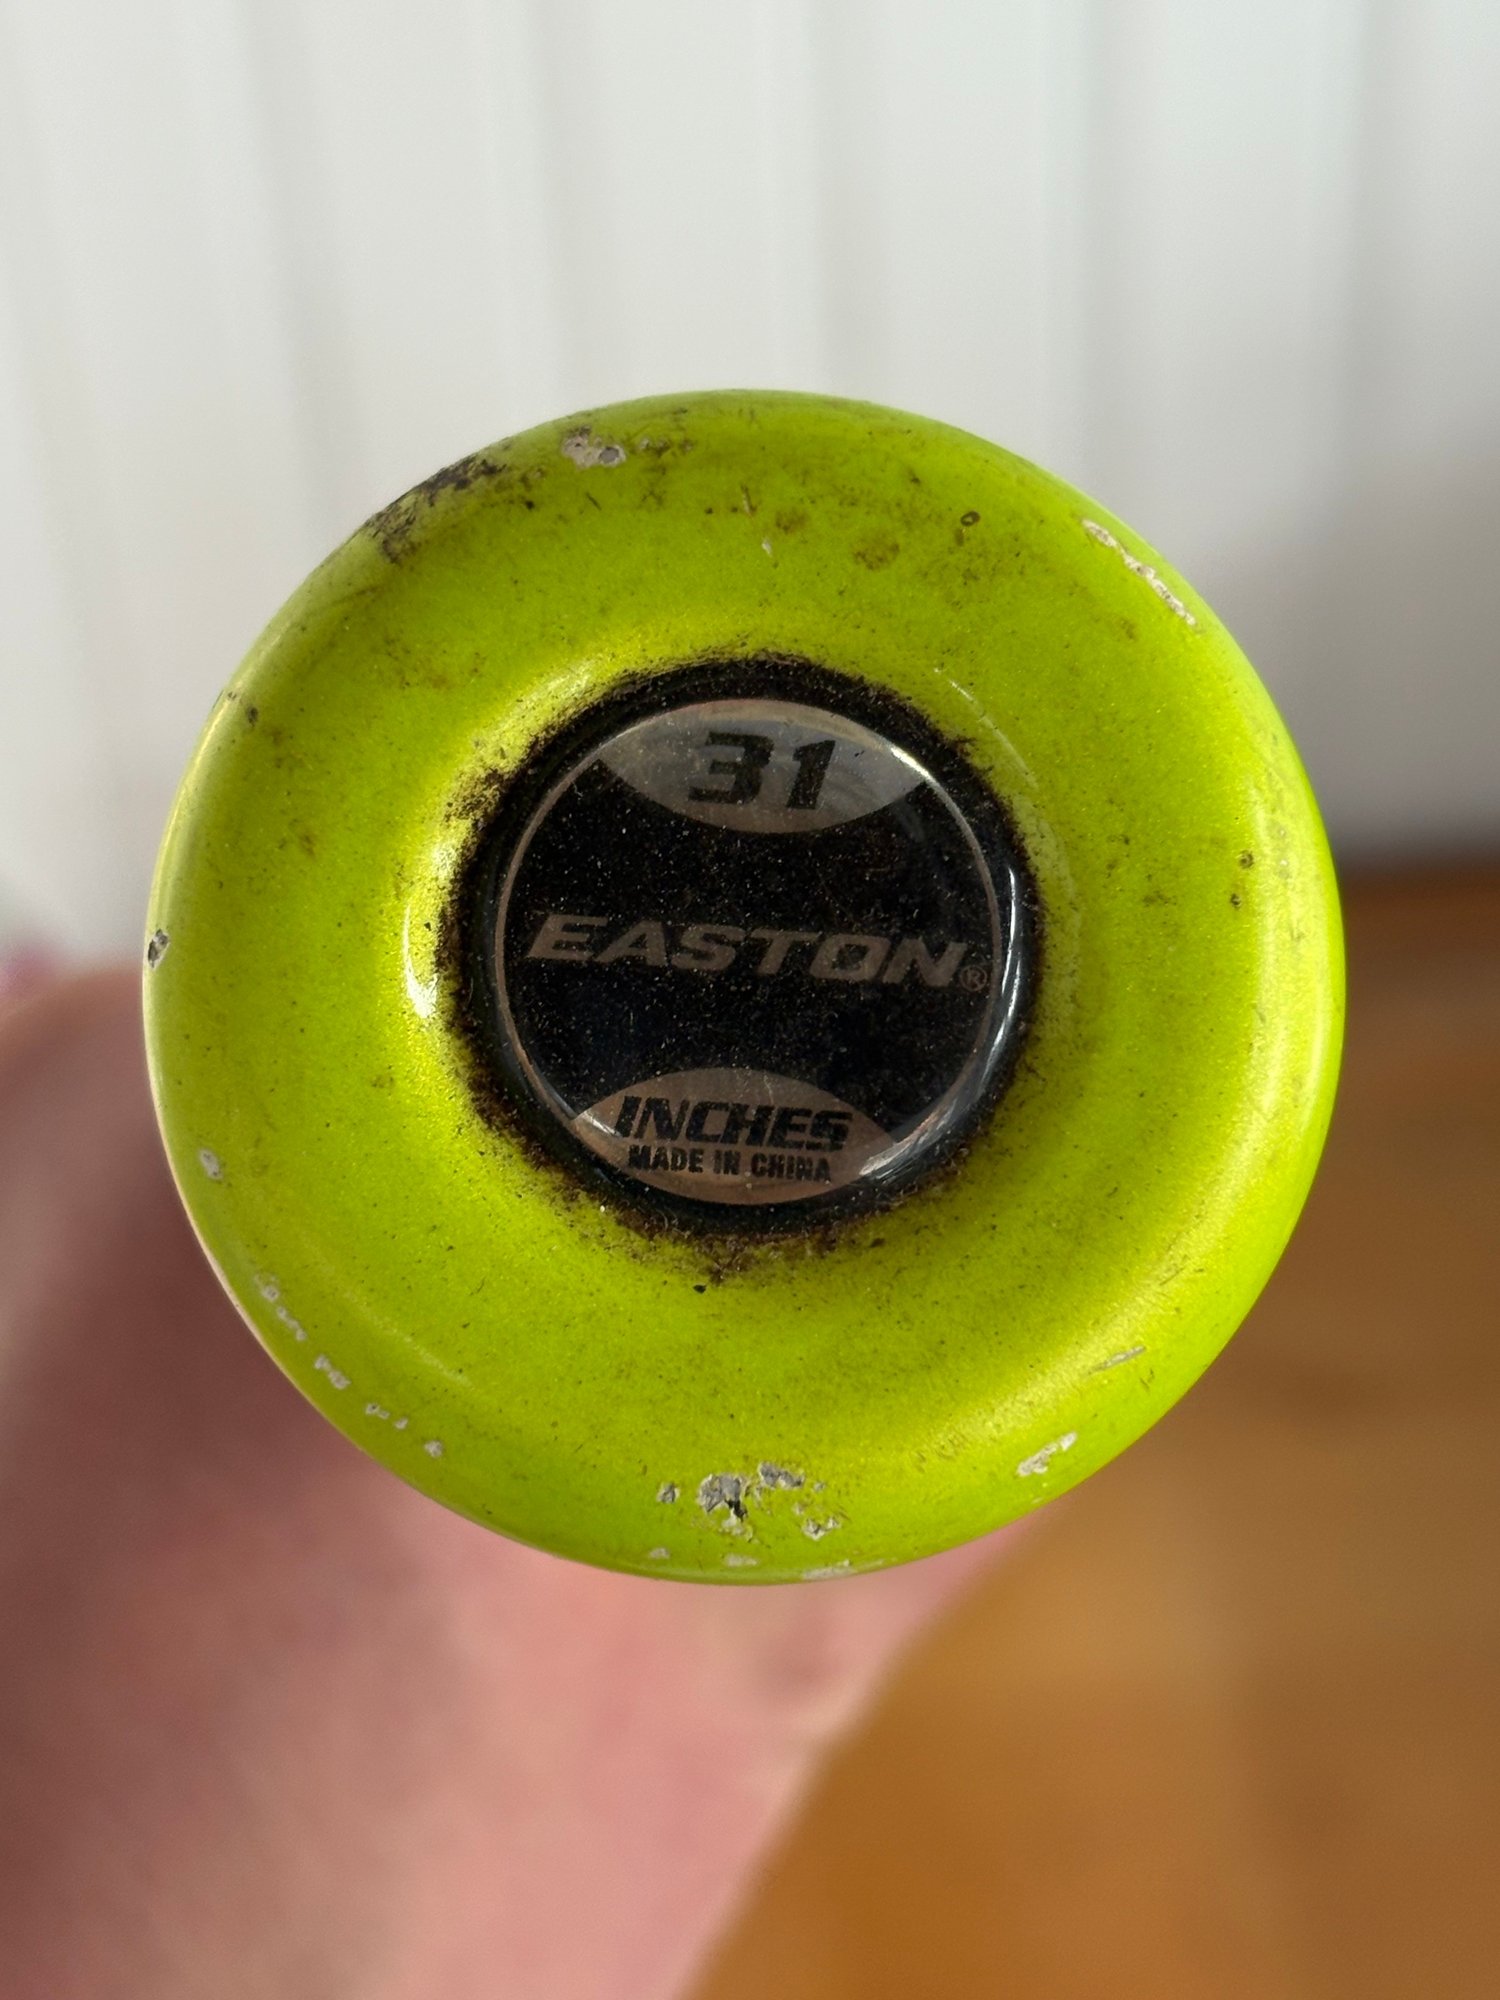 31
EASTON®
INCHES
MADE IN CHINA